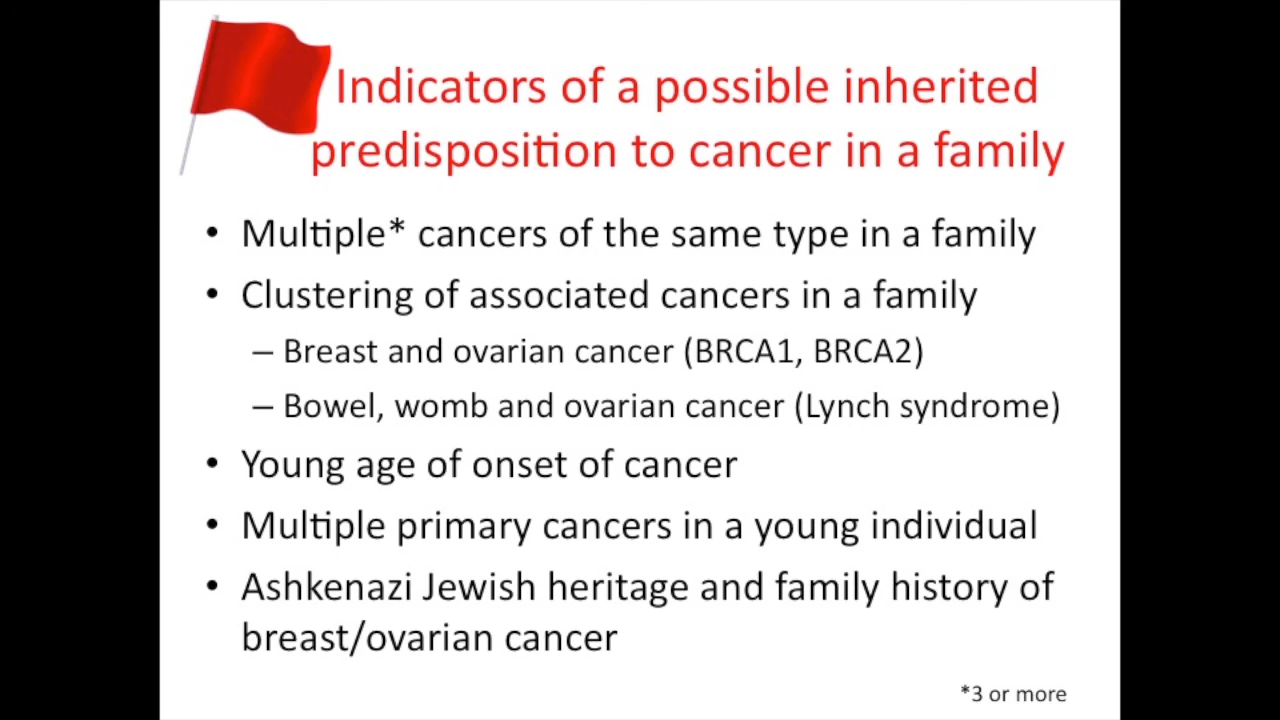 Indicators of a possible inherited
predisposition to cancer in a family
• Multiple* cancers of the same type in a family
• Clustering of associated cancers in a family
– Breast and ovarian cancer (BRCA1, BRCA2)
– Bowel, womb and ovarian cancer (Lynch syndrome)
• Young age of onset of cancer
• Multiple primary cancers in a young individual
• Ashkenazi Jewish heritage and family history of
breast/ovarian cancer
*3 or more